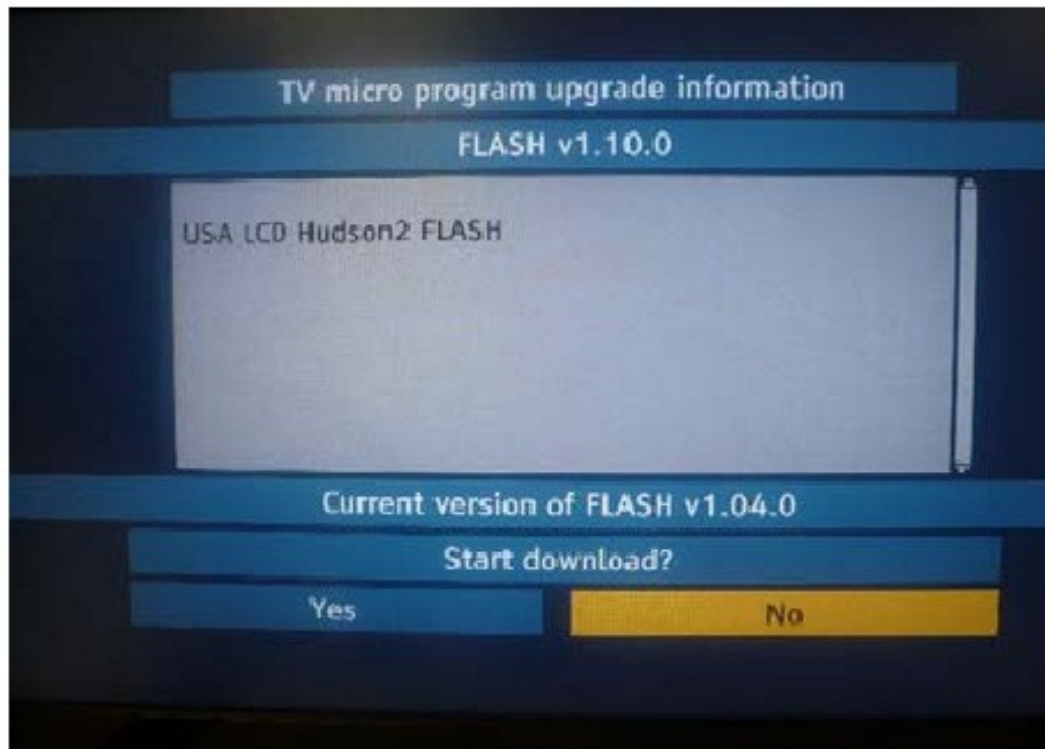 TV micro program upgrade information
FLASH v1.10.0
USA LCD Hudson2 FLASH
Current version of FLASH v1.04.0
Start download?
Yes
No